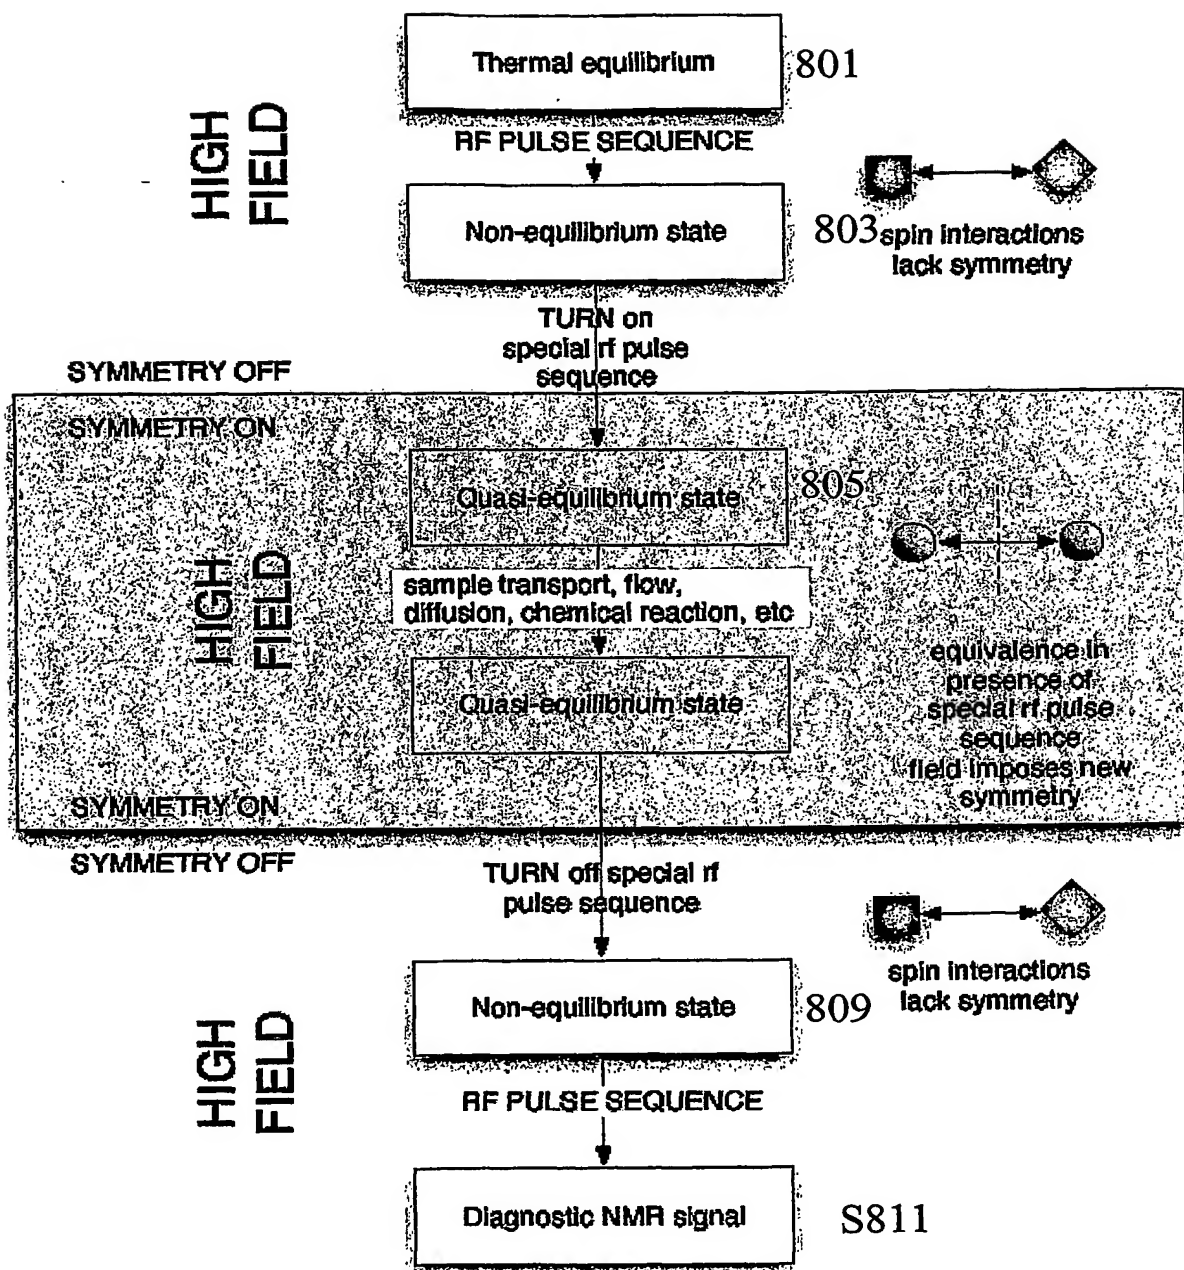 Thermal equilibrium
801
HIGH
FIELD
RF PULSE SEQUENCE
Non-equilibrium state
803
spin interactions
lack symmetry
TURN on
special rf pulse
sequence
SYMMETRY OFF
SYMMETRY ON
Quasi-equilibrium state
805
HIGH
FIELD
sample transport, flow,
diffusion, chemical reaction, etc
Quasi-equilibrium state
equivalence in
presence of
special rf pulse
sequence
field imposes new
symmetry
SYMMETRY ON
SYMMETRY OFF
TURN off special rf
pulse sequence
Non-equilibrium state
809
spin interactions
lack symmetry
HIGH
FIELD
RF PULSE SEQUENCE
Diagnostic NMR signal
S811